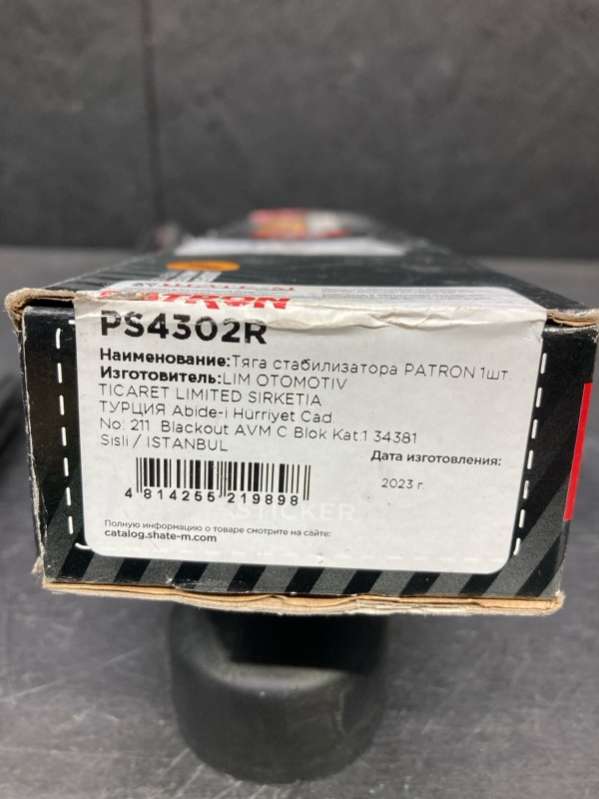 PATRON
PS4302R
Наименование:Тяга стабилизатора PATRON 1шт.
Изготовитель:LIM OTOMOTIV
TICARET LIMITED SIRKETIA
ТУРЦИЯ Abide-i Hürriyet Cad.
No: 211 Blackout AVM C Blok Kat:1 34381
Sisli / ISTANBUL
Дата изготовления:
2023 г.
4 814255 219898
STICKER
Полную информацию о товаре смотрите на сайте:
catalog.shate-m.com